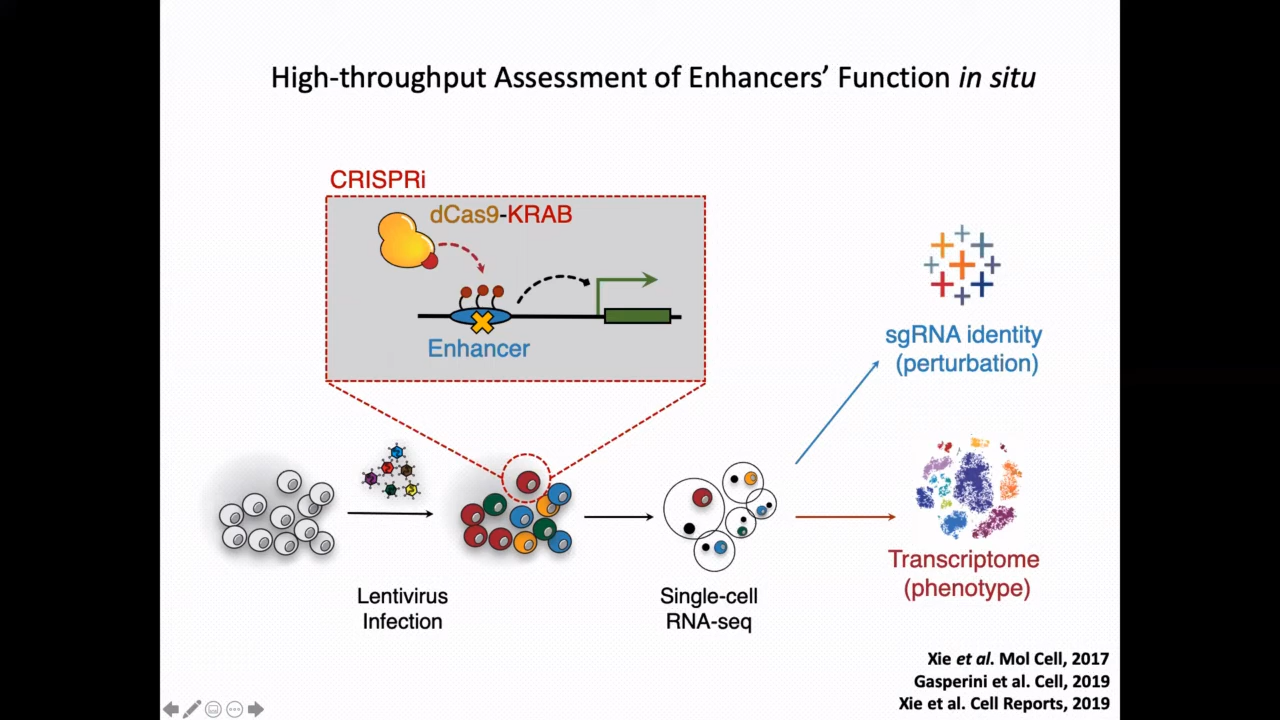 High-throughput Assessment of Enhancers’ Function in situ
CRISPRi
dCas9-KRAB
Enhancer
sgRNA identity
(perturbation)
Lentivirus
Infection
Single-cell
RNA-seq
Transcriptome
(phenotype)
Xie et al. Mol Cell, 2017
Gasperini et al. Cell, 2019
Xie et al. Cell Reports, 2019